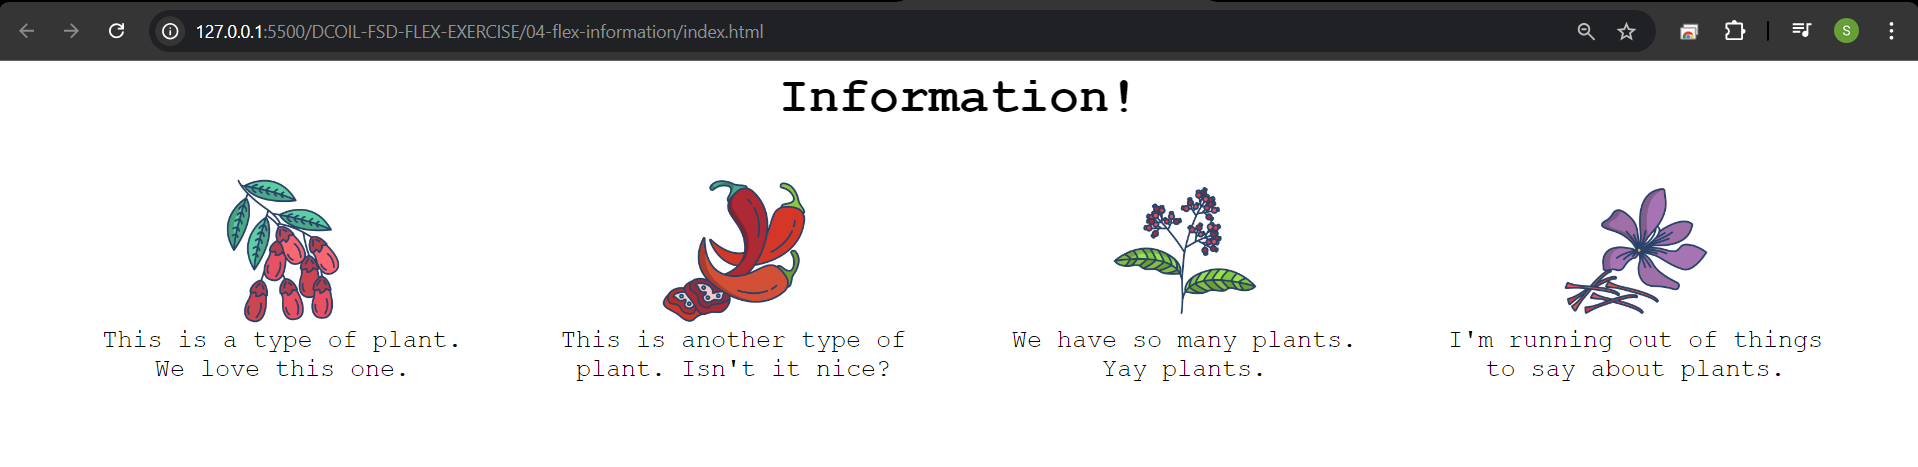 127.0.0.1:5500/DCOIL-FSD-FLEX-EXERCISE/04-flex-information/index.html
S
Information!
This is a type of plant.
We love this one.
This is another type of
plant. Isn't it nice?
We have so many plants.
Yay plants.
I'm running out of things
to say about plants.